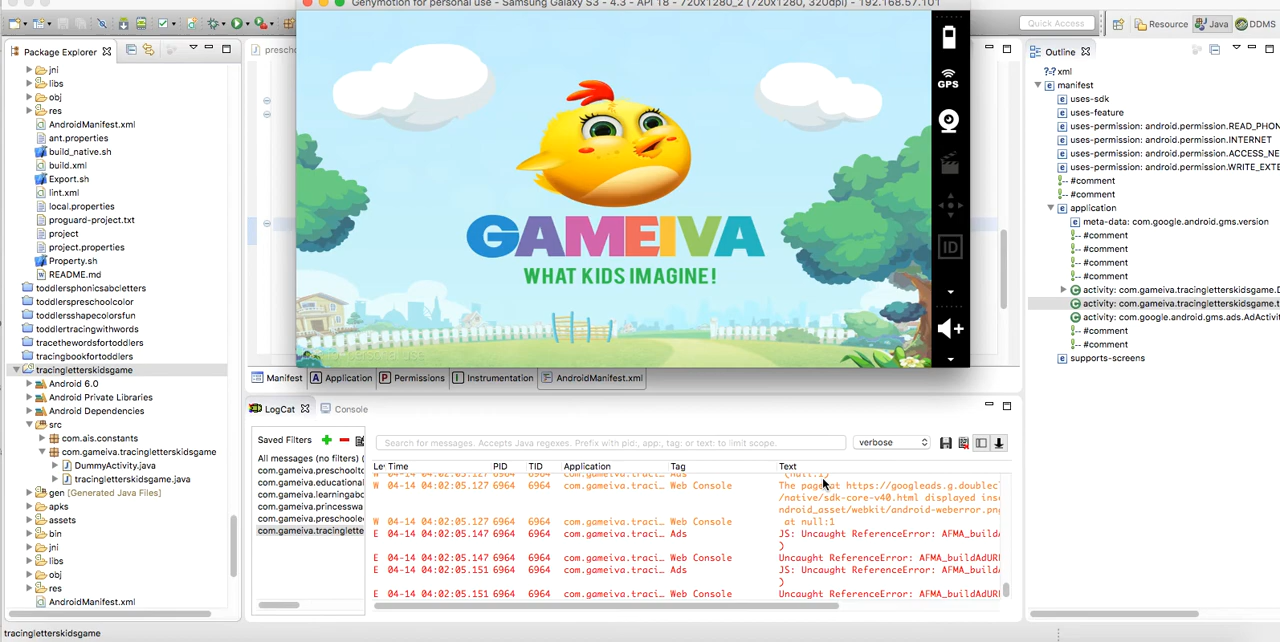 Genymotion for personal use - Samsung Galaxy S3 - 4.3 - API 18 - 720x1280_2 (720x1280, 320dpi) - 192.168.57.101
Quick Access
Resource
Java
DDMS
Package Explorer
jni
libs
obj
res
AndroidManifest.xml
ant.properties
build_native.sh
build.xml
Export.sh
lint.xml
local.properties
proguard-project.txt
project
project.properties
Property.sh
README.md
toddlersphonicsabcletters
toddlerspreschoolcolor
toddlersshapecolorsfun
toddlertracingwithwords
tracethewordsfortoddlers
tracingbookfortoddlers
tracingletterskidsgame
Android 6.0
Android Private Libraries
Android Dependencies
src
com.ais.constants
com.gameiva.tracingletterskidsgame
DummyActivity.java
tracingletterskidsgame.java
gen [Generated Java Files]
apks
assets
bin
jni
libs
obj
res
AndroidManifest.xml
tracingletterskidsgame
prescho
GPS
ID
GAMEIVA
WHAT KIDS IMAGINE!
Manifest
Application
Permissions
Instrumentation
AndroidManifest.xml
LogCat
Console
Saved Filters
All messages (no filters) (
com.gameiva.preschoolto
com.gameiva.educational
com.gameiva.learningabc
com.gameiva.princesswa
com.gameiva.preschoole
com.gameiva.tracinglette
Search for messages. Accepts Java regexes. Prefix with pid:, app:, tag: or text: to limit scope.
verbose
Le Time PID TID Application Tag Text
W 04-14 04:02:05.127 6964 6964 com.gameiva.traci… Web Console The page at https://googleads.g.doublec
/native/sdk-core-v40.html displayed inse
ndroid_asset/webkit/android-weberror.png
W 04-14 04:02:05.127 6964 6964 com.gameiva.traci… Web Console at null:1
E 04-14 04:02:05.147 6964 6964 com.gameiva.traci… Ads JS: Uncaught ReferenceError: AFMA_buildA
)
E 04-14 04:02:05.147 6964 6964 com.gameiva.traci… Web Console Uncaught ReferenceError: AFMA_buildAdURL
E 04-14 04:02:05.151 6964 6964 com.gameiva.traci… Ads JS: Uncaught ReferenceError: AFMA_buildA
)
E 04-14 04:02:05.151 6964 6964 com.gameiva.traci… Web Console Uncaught ReferenceError: AFMA_buildAdURL
Outline
xml
manifest
uses-sdk
uses-feature
uses-permission: android.permission.READ_PHON
uses-permission: android.permission.INTERNET
uses-permission: android.permission.ACCESS_NE
uses-permission: android.permission.WRITE_EXTE
#comment
#comment
application
meta-data: com.google.android.gms.version
#comment
#comment
#comment
#comment
activity: com.gameiva.tracingletterskidsgame.D
activity: com.gameiva.tracingletterskidsgame.t
activity: com.google.android.gms.ads.AdActivi
#comment
#comment
supports-screens